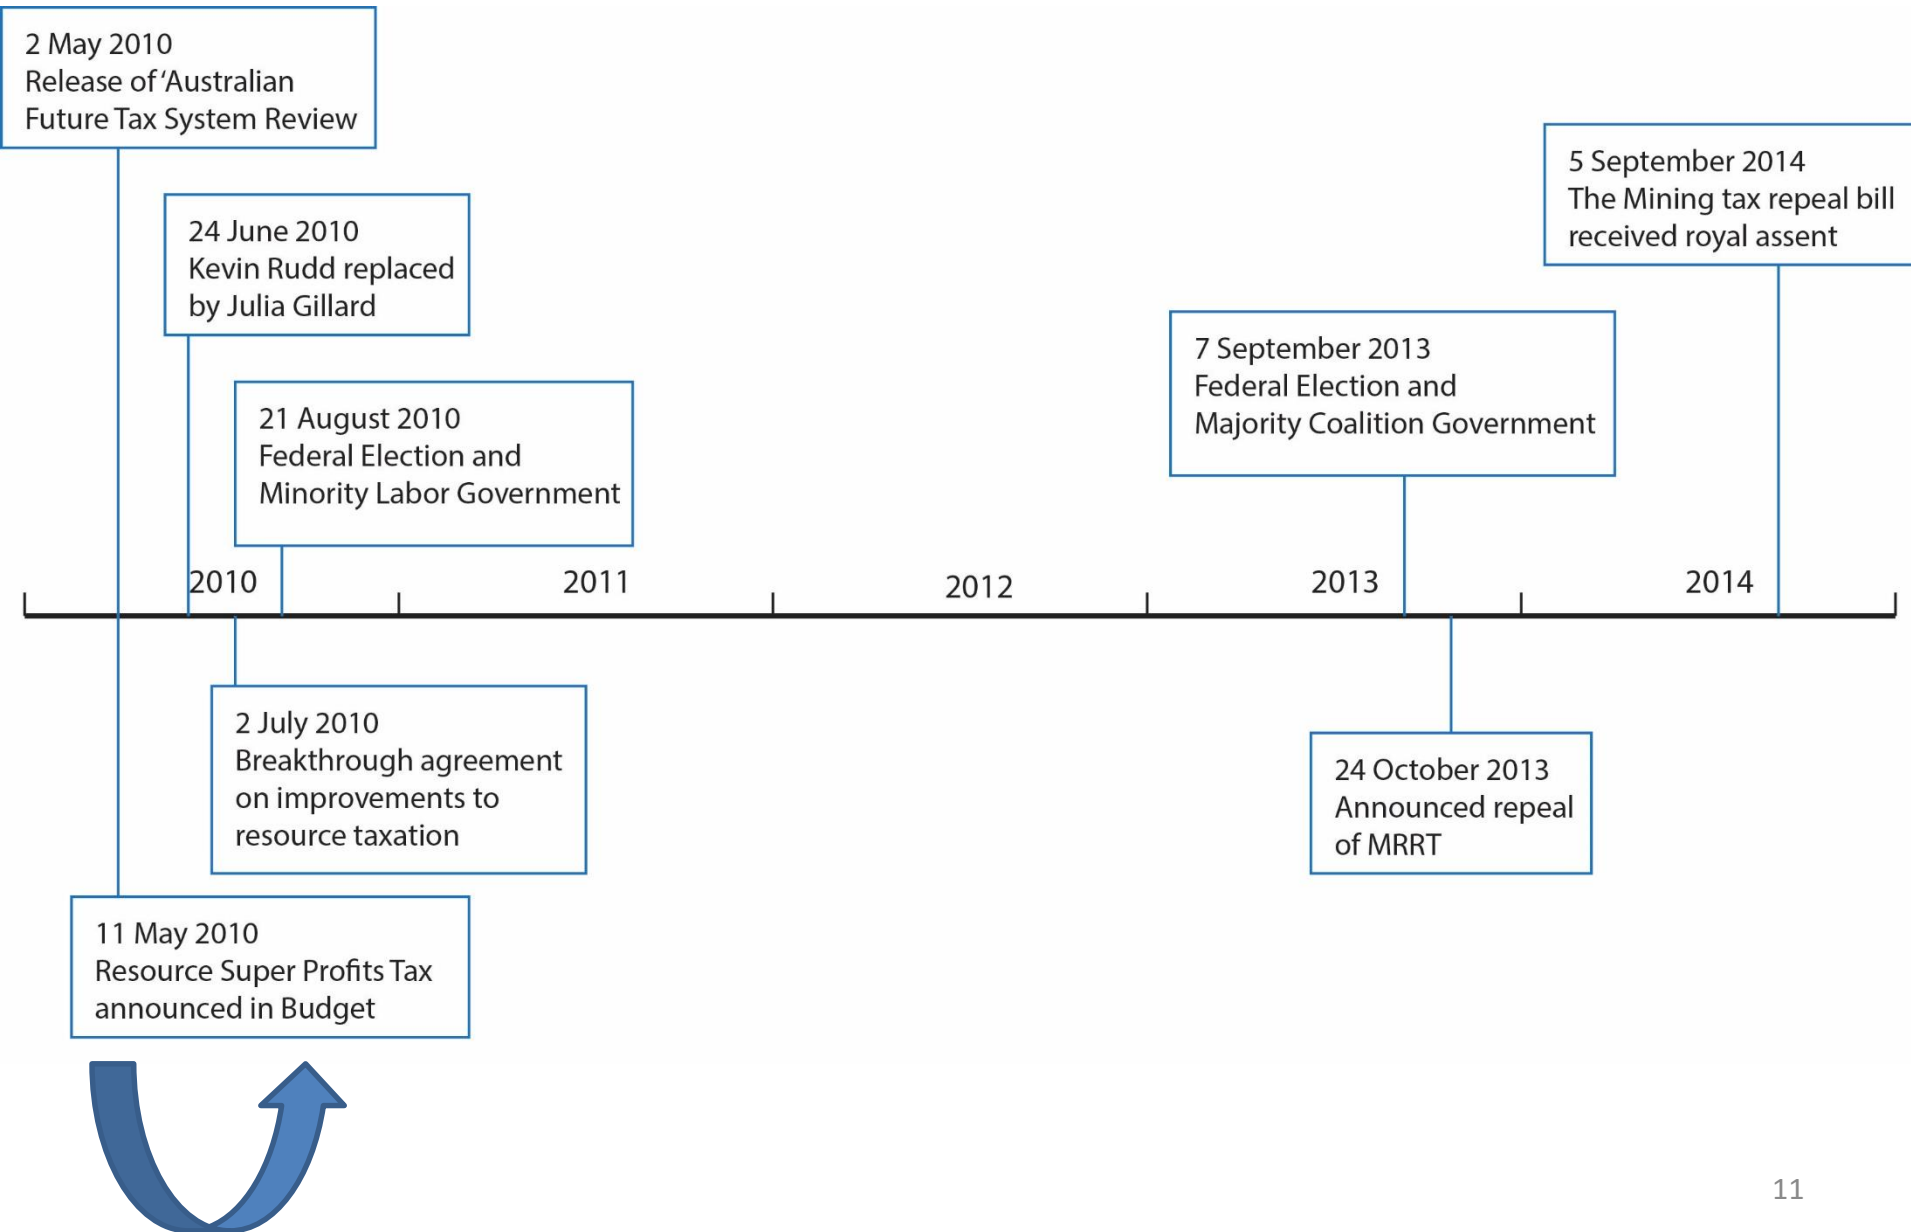 2 May 2010
Release of ‘Australian
Future Tax System Review
24 June 2010
Kevin Rudd replaced
by Julia Gillard
21 August 2010
Federal Election and
Minority Labor Government
5 September 2014
The Mining tax repeal bill
received royal assent
7 September 2013
Federal Election and
Majority Coalition Government
2010
2011
2012
2013
2014
2 July 2010
Breakthrough agreement
on improvements to
resource taxation
24 October 2013
Announced repeal
of MRRT
11 May 2010
Resource Super Profits Tax
announced in Budget
11